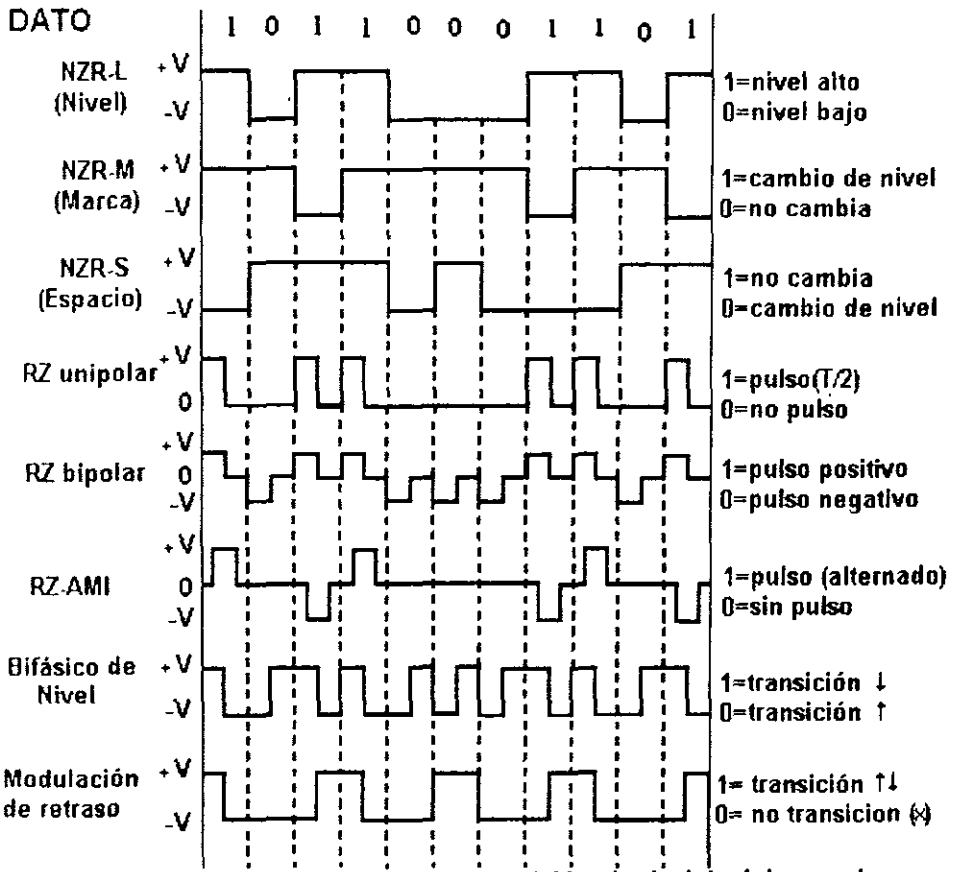 DATO 1 0 1 1 0 0 0 1 1 0 1
NZR-L
(Nivel)
+V
-V
1=nivel alto
0=nivel bajo
NZR-M
(Marca)
+V
-V
1=cambio de nivel
0=no cambia
NZR-S
(Espacio)
+V
-V
1=no cambia
0=cambio de nivel
RZ unipolar
+V
0
1=pulso(T/2)
0=no pulso
RZ bipolar
+V
0
-V
1=pulso positivo
0=pulso negativo
RZ-AMI
+V
0
-V
1=pulso (alternado)
0=sin pulso
Bifásico de
Nivel
+V
-V
1=transición ↓
0=transición ↑
Modulación
de retraso
+V
-V
1= transición ↑↓
0= no transicion (x)